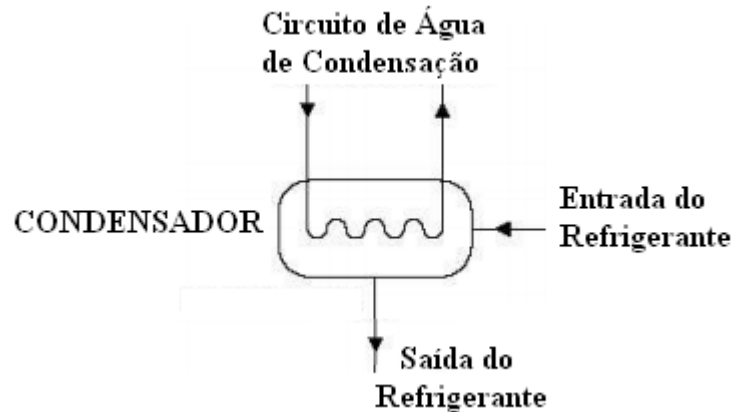 Circuito de Água
de Condensação
CONDENSADOR
Entrada do
Refrigerante
Saída do
Refrigerante